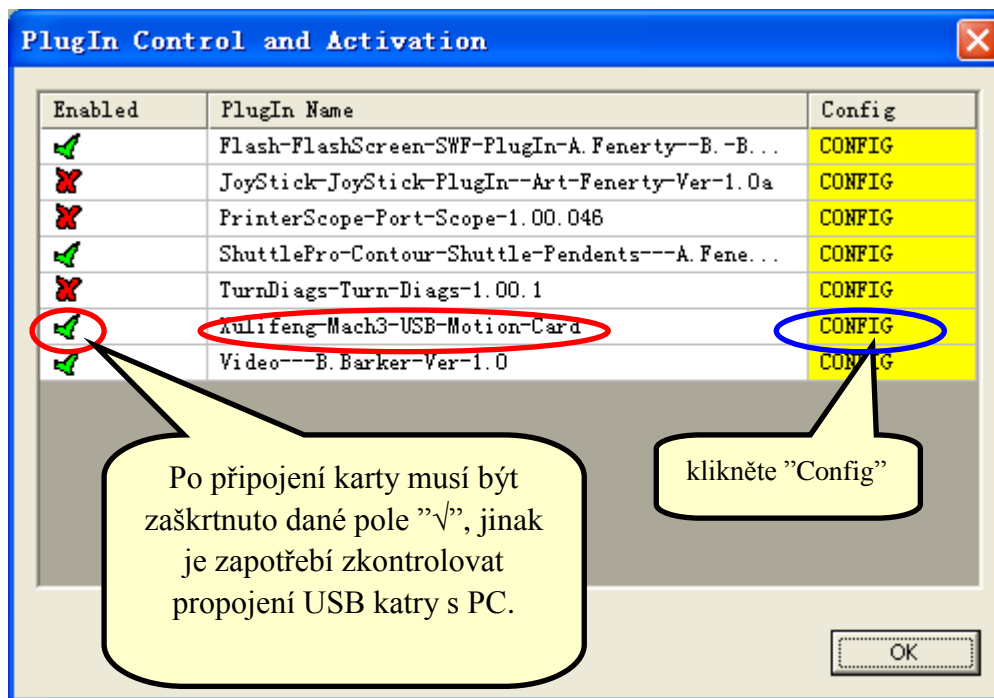 PlugIn Control and Activation
Enabled PlugIn Name Config
Flash-FlashScreen-SWF-PlugIn-A.Fenerty--B.-B... CONFIG
JoyStick-JoyStick-PlugIn--Art-Fenerty-Ver-1.0a CONFIG
PrinterScope-Port-Scope-1.00.046 CONFIG
ShuttlePro-Contour-Shuttle-Pendents---A.Fene... CONFIG
TurnDiags-Turn-Diags-1.00.1 CONFIG
Xulifeng-Mach3-USB-Motion-Card CONFIG
Video---B.Barker-Ver-1.0 CONFIG
Po připojení karty musí být
zaškrtnuto dané pole ”√”, jinak
je zapotřebí zkontrolovat
propojení USB katry s PC.
klikněte ”Config”
OK